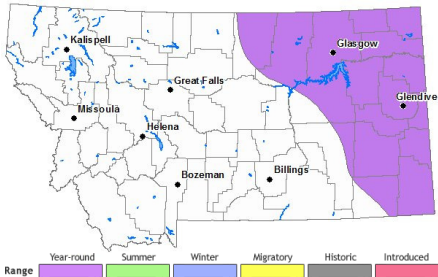 Kalispell
Glasgow
Great Falls
Glendive
Missoula
Helena
Bozeman
Billings
Year-round Summer Winter Migratory Historic Introduced
Range